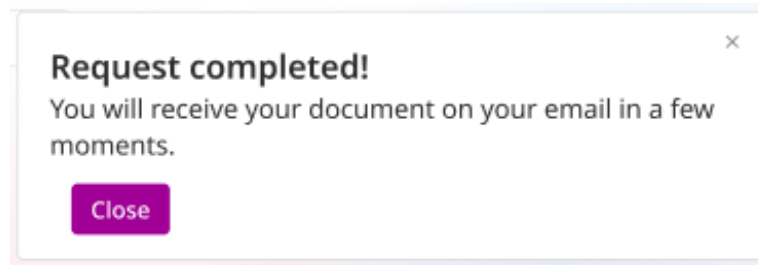 Request completed!
You will receive your document on your email in a few
moments.
Close